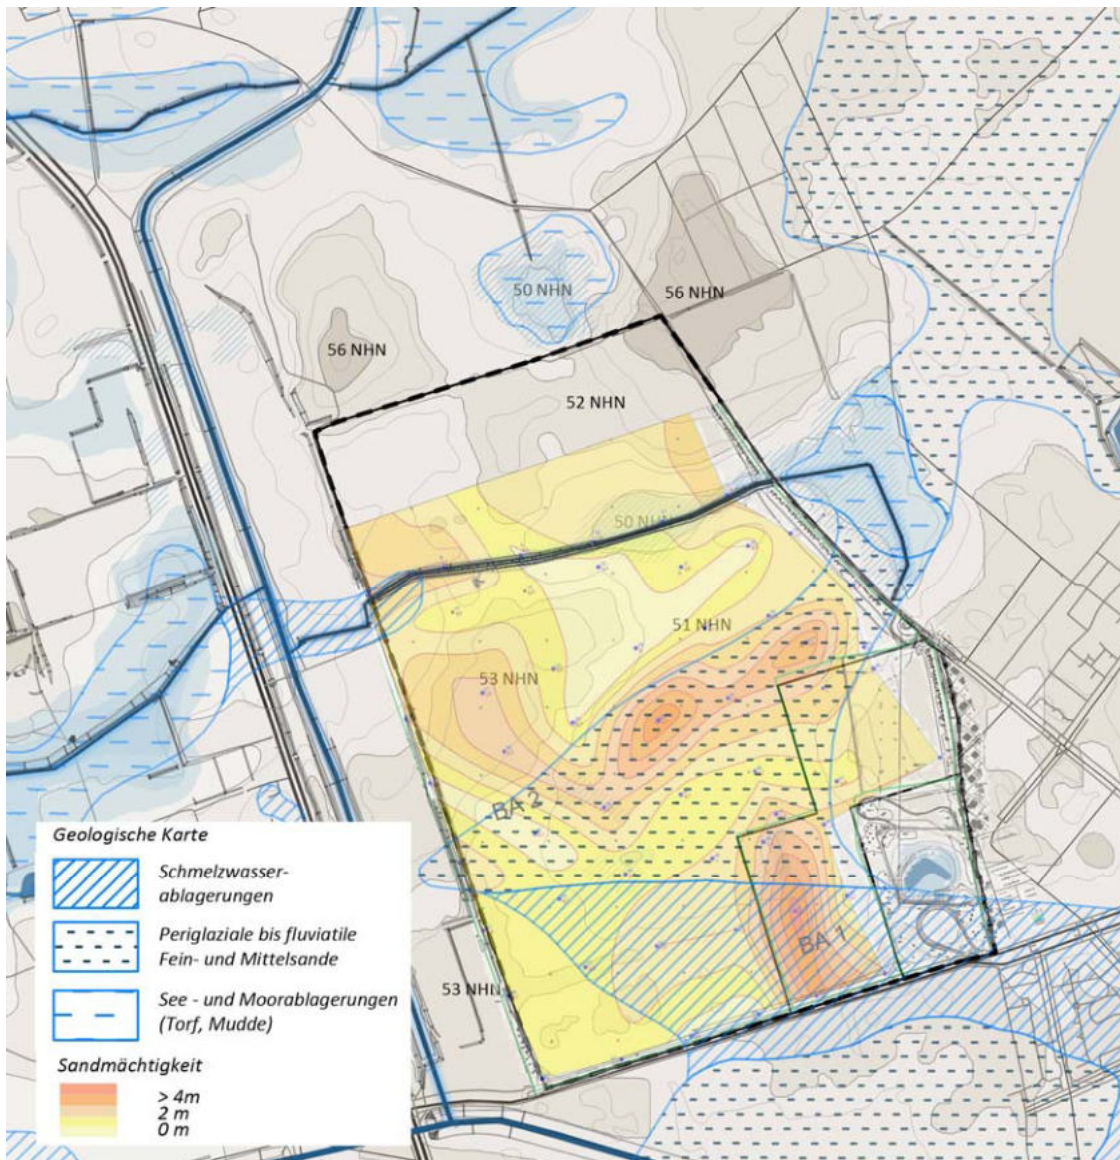 50 NHN
56 NHN
56 NHN
52 NHN
50 NHN
51 NHN
53 NHN
BA 2
BA 1
53 NHN
Geologische Karte
Schmelzwasser-
ablagerungen
Periglaziale bis fluviatile
Fein- und Mittelsande
See - und Moorablagerungen
(Torf, Mudde)
Sandmächtigkeit
> 4m
2 m
0 m